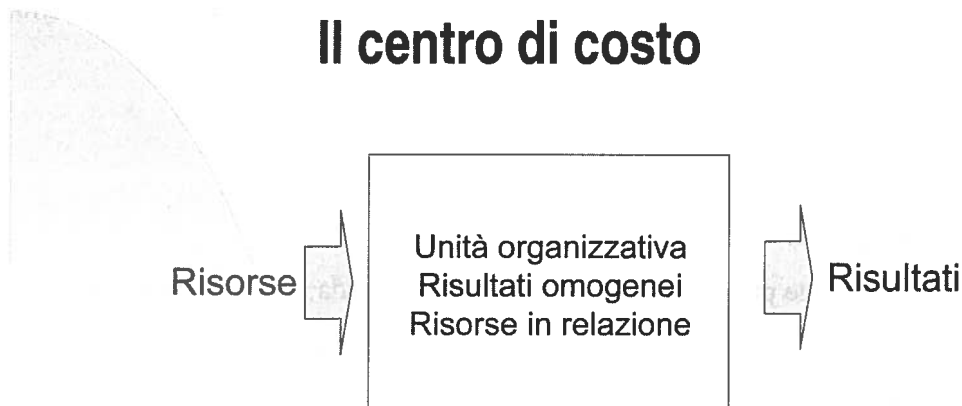 Il centro di costo
Unità organizzativa
Risorse
Risultati omogenei
Risultati
Risorse in relazione